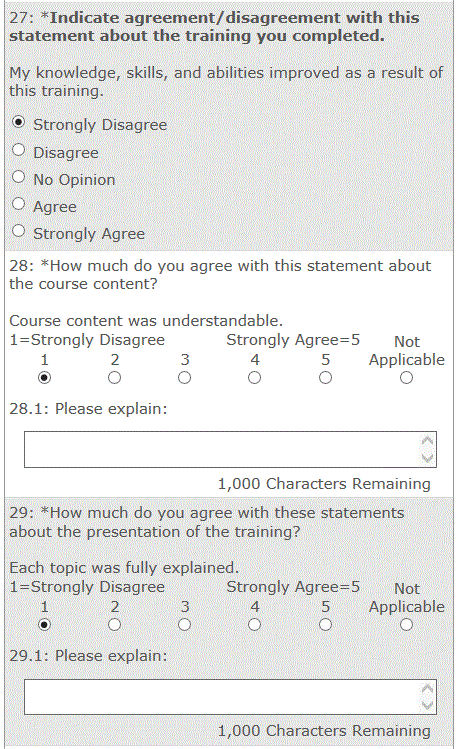 27: *Indicate agreement/disagreement with this
statement about the training you completed.
My knowledge, skills, and abilities improved as a result of
this training.
Strongly Disagree
Disagree
No Opinion
Agree
Strongly Agree
28: *How much do you agree with this statement about
the course content?
Course content was understandable.
1=Strongly Disagree Strongly Agree=5 Not
1 2 3 4 5 Applicable
28.1: Please explain:
1,000 Characters Remaining
29: *How much do you agree with these statements
about the presentation of the training?
Each topic was fully explained.
1=Strongly Disagree Strongly Agree=5 Not
1 2 3 4 5 Applicable
29.1: Please explain:
1,000 Characters Remaining